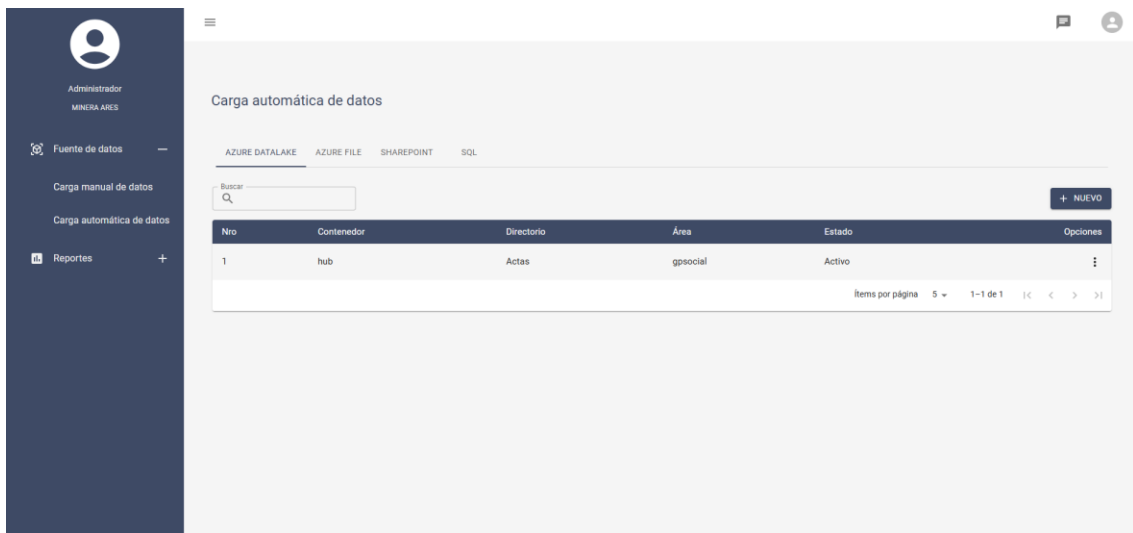 Administrador
MINERA ARES
Fuente de datos
Carga manual de datos
Carga automática de datos
Reportes
Carga automática de datos
AZURE DATALAKE AZURE FILE SHAREPOINT SQL
Buscar
+ NUEVO
Nro Contenedor Directorio Área Estado Opciones
1 hub Actas gpsocial Activo
Ítems por página 5 1–1 de 1